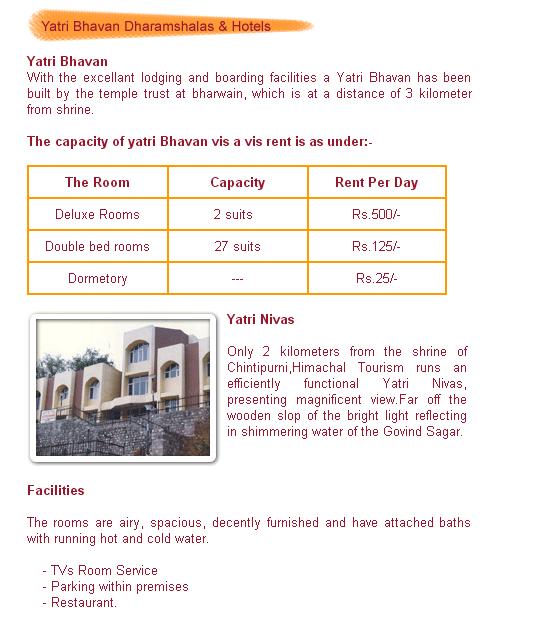 Yatri Bhavan Dharamshalas & Hotels
Yatri Bhavan
With the excellant lodging & boarding facilities a Yatri Bhavan has been
built by the temple trust at bharwain, which is at a distance of 3 kilometer
from shrine.
The capacity of yatri Bhavan vis a vis rent is as under:-
The Room Capacity Rent Per Day
Deluxe Rooms 2 suits Rs.500/-
Double bed rooms 27 suits Rs.125/-
Dormetory --- Rs.25/-
Yatri Nivas
Only 2 kilometers from the shrine of
Chintipurni,Himachal Tourism runs an
efficiently functional Yatri Nivas,
presenting magnificent view.Far off the
wooden slop of the bright light reflecting
in shimmering water of the Govind Sagar.
Facilities
The rooms are airy, spacious, decently furnished and have attached baths
with running hot and cold water.
- TVs Room Service
- Parking within premises
- Restaurant.